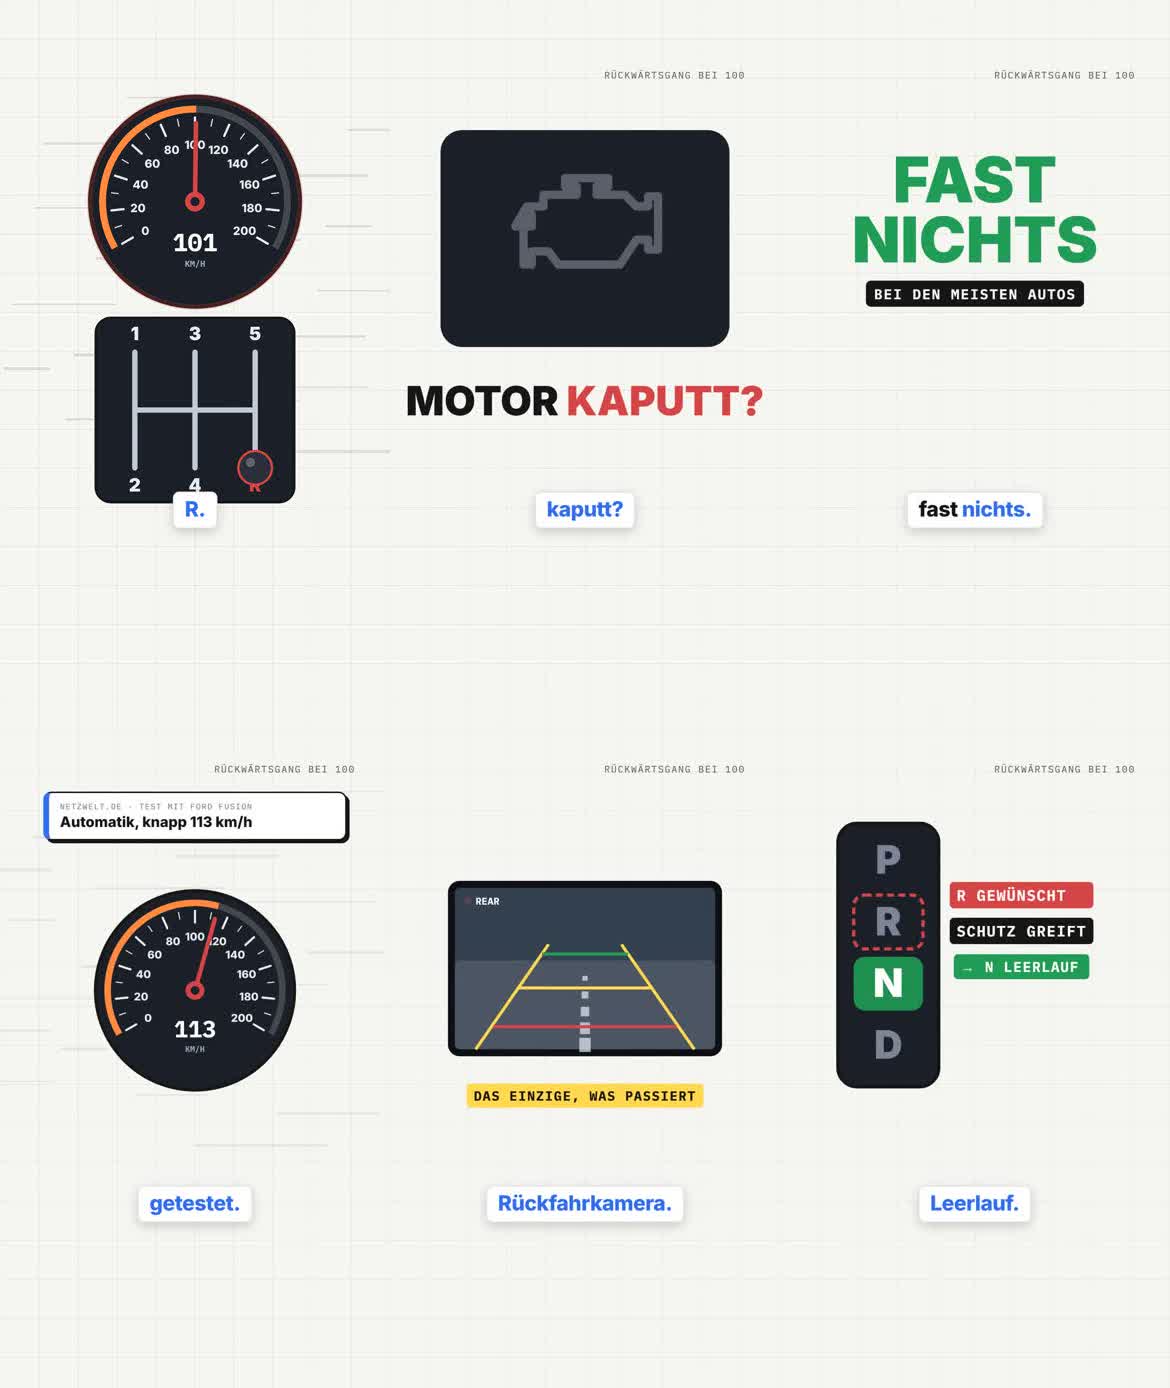 RÜCKWÄRTSGANG BEI 100
RÜCKWÄRTSGANG BEI 100
0 20 40 60 80 100 120 140 160 180 200
101
KM/H
1 3 5
2 4 R
R.
MOTOR KAPUTT?
kaputt?
FAST
NICHTS
BEI DEN MEISTEN AUTOS
fast nichts.
RÜCKWÄRTSGANG BEI 100
RÜCKWÄRTSGANG BEI 100
RÜCKWÄRTSGANG BEI 100
NETZWELT.DE · TEST MIT FORD FUSION
Automatik, knapp 113 km/h
0 20 40 60 80 100 120 140 160 180 200
113
KM/H
getestet.
REAR
DAS EINZIGE, WAS PASSIERT
Rückfahrkamera.
P
R
N
D
R GEWÜNSCHT
SCHUTZ GREIFT
→ N LEERLAUF
Leerlauf.